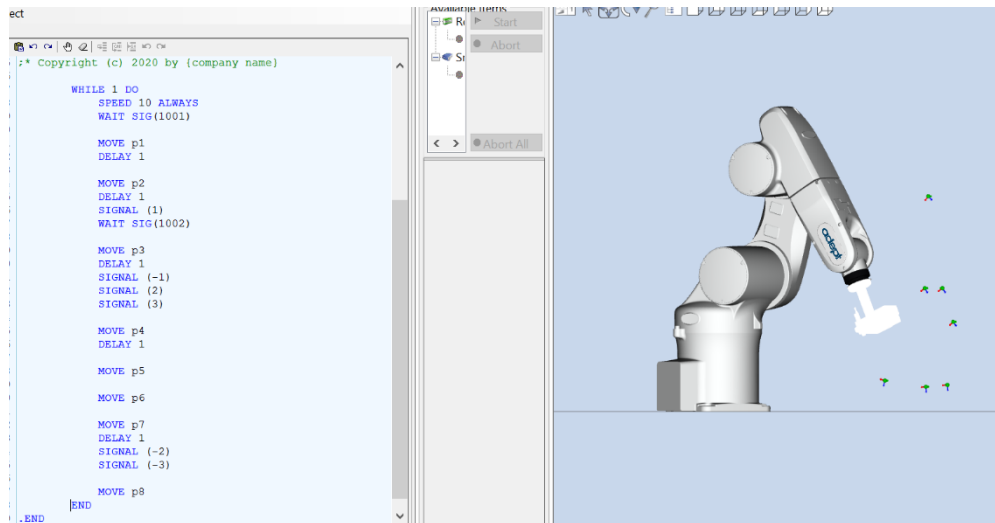 ect
;* Copyright (c) 2020 by {company name}
WHILE 1 DO
SPEED 10 ALWAYS
WAIT SIG(1001)
MOVE p1
DELAY 1
MOVE p2
DELAY 1
SIGNAL (1)
WAIT SIG(1002)
MOVE p3
DELAY 1
SIGNAL (-1)
SIGNAL (2)
SIGNAL (3)
MOVE p4
DELAY 1
MOVE p5
MOVE p6
MOVE p7
DELAY 1
SIGNAL (-2)
SIGNAL (-3)
MOVE p8
END
.END
Available Items
Start
Abort
Abort All
adept